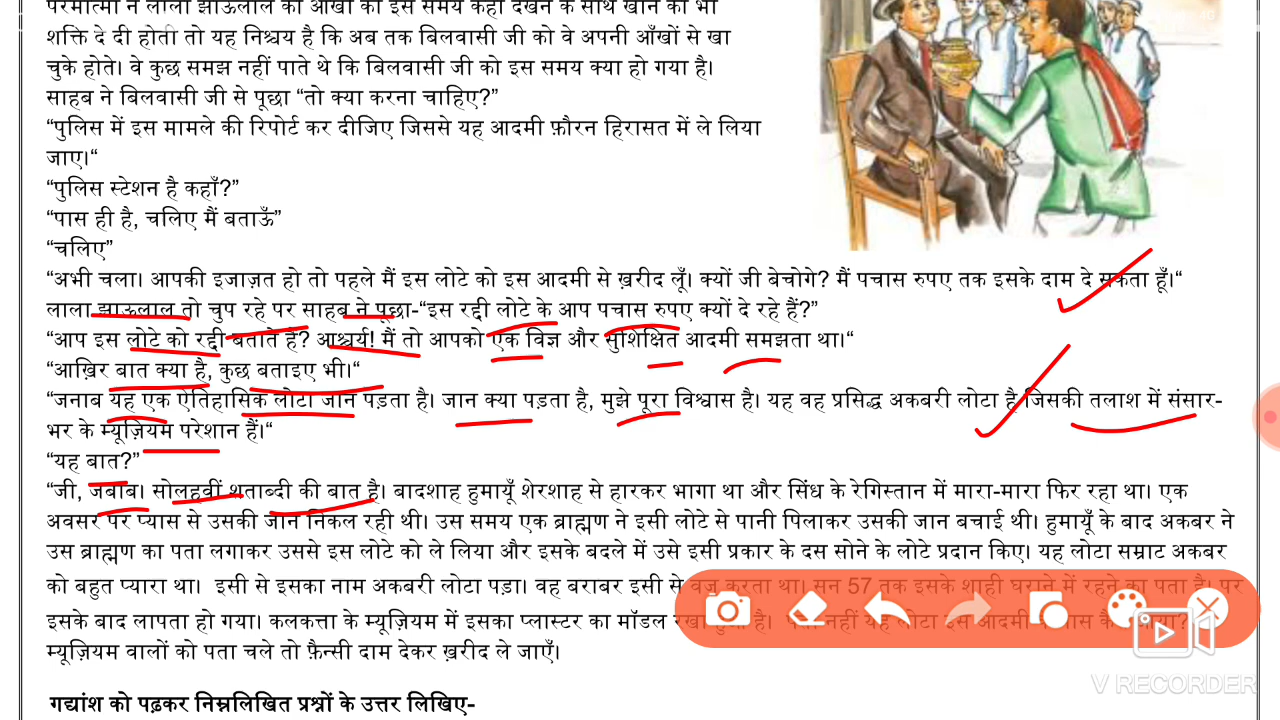 परमात्मा ने लाला झाऊलाल की आँखों को इस समय कहीं देखने के साथ खाने की भी
शक्ति दे दी होती तो यह निश्चय है कि अब तक बिलवासी जी को वे अपनी आँखों से खा
चुके होते। वे कुछ समझ नहीं पाते थे कि बिलवासी जी को इस समय क्या हो गया है।
साहब ने बिलवासी जी से पूछा “तो क्या करना चाहिए?”
“पुलिस में इस मामले की रिपोर्ट कर दीजिए जिससे यह आदमी फ़ौरन हिरासत में ले लिया
जाए।“
“पुलिस स्टेशन है कहाँ?”
“पास ही है, चलिए मैं बताऊँ”
“चलिए”
“अभी चला। आपकी इजाज़त हो तो पहले मैं इस लोटे को इस आदमी से ख़रीद लूँ। क्यों जी बेचोगे? मैं पचास रुपए तक इसके दाम दे सकता हूँ।“
लाला झाऊलाल तो चुप रहे पर साहब ने पूछा-“इस रद्दी लोटे के आप पचास रुपए क्यों दे रहे हैं?”
“आप इस लोटे को रद्दी बताते हैं? आश्चर्य! मैं तो आपको एक विज्ञ और सुशिक्षित आदमी समझता था।“
“आख़िर बात क्या है, कुछ बताइए भी।“
“जनाब यह एक ऐतिहासिक लोटा जान पड़ता है। जान क्या पड़ता है, मुझे पूरा विश्वास है। यह वह प्रसिद्ध अकबरी लोटा है जिसकी तलाश में संसार-
भर के म्यूज़ियम परेशान हैं।“
“यह बात?”
“जी, जबाब। सोलहवीं शताब्दी की बात है। बादशाह हुमायूँ शेरशाह से हारकर भागा था और सिंध के रेगिस्तान में मारा-मारा फिर रहा था। एक
अवसर पर प्यास से उसकी जान निकल रही थी। उस समय एक ब्राह्मण ने इसी लोटे से पानी पिलाकर उसकी जान बचाई थी। हुमायूँ के बाद अकबर ने
उस ब्राह्मण का पता लगाकर उससे इस लोटे को ले लिया और इसके बदले में उसे इसी प्रकार के दस सोने के लोटे प्रदान किए। यह लोटा सम्राट अकबर
को बहुत प्यारा था। इसी से इसका नाम अकबरी लोटा पड़ा। वह बराबर इसी से वजू करता था। सन 57 तक इसके शाही घराने में रहने का पता है। पर
इसके बाद लापता हो गया। कलकत्ता के म्यूज़ियम में इसका प्लास्टर का मॉडल रखा हुआ है। पता नहीं यह लोटा इस आदमी के पास
म्यूज़ियम वालों को पता चले तो फ़ैन्सी दाम देकर ख़रीद ले जाएँ।
गद्यांश को पढ़कर निम्नलिखित प्रश्नों के उत्तर लिखिए-
V RECORDER